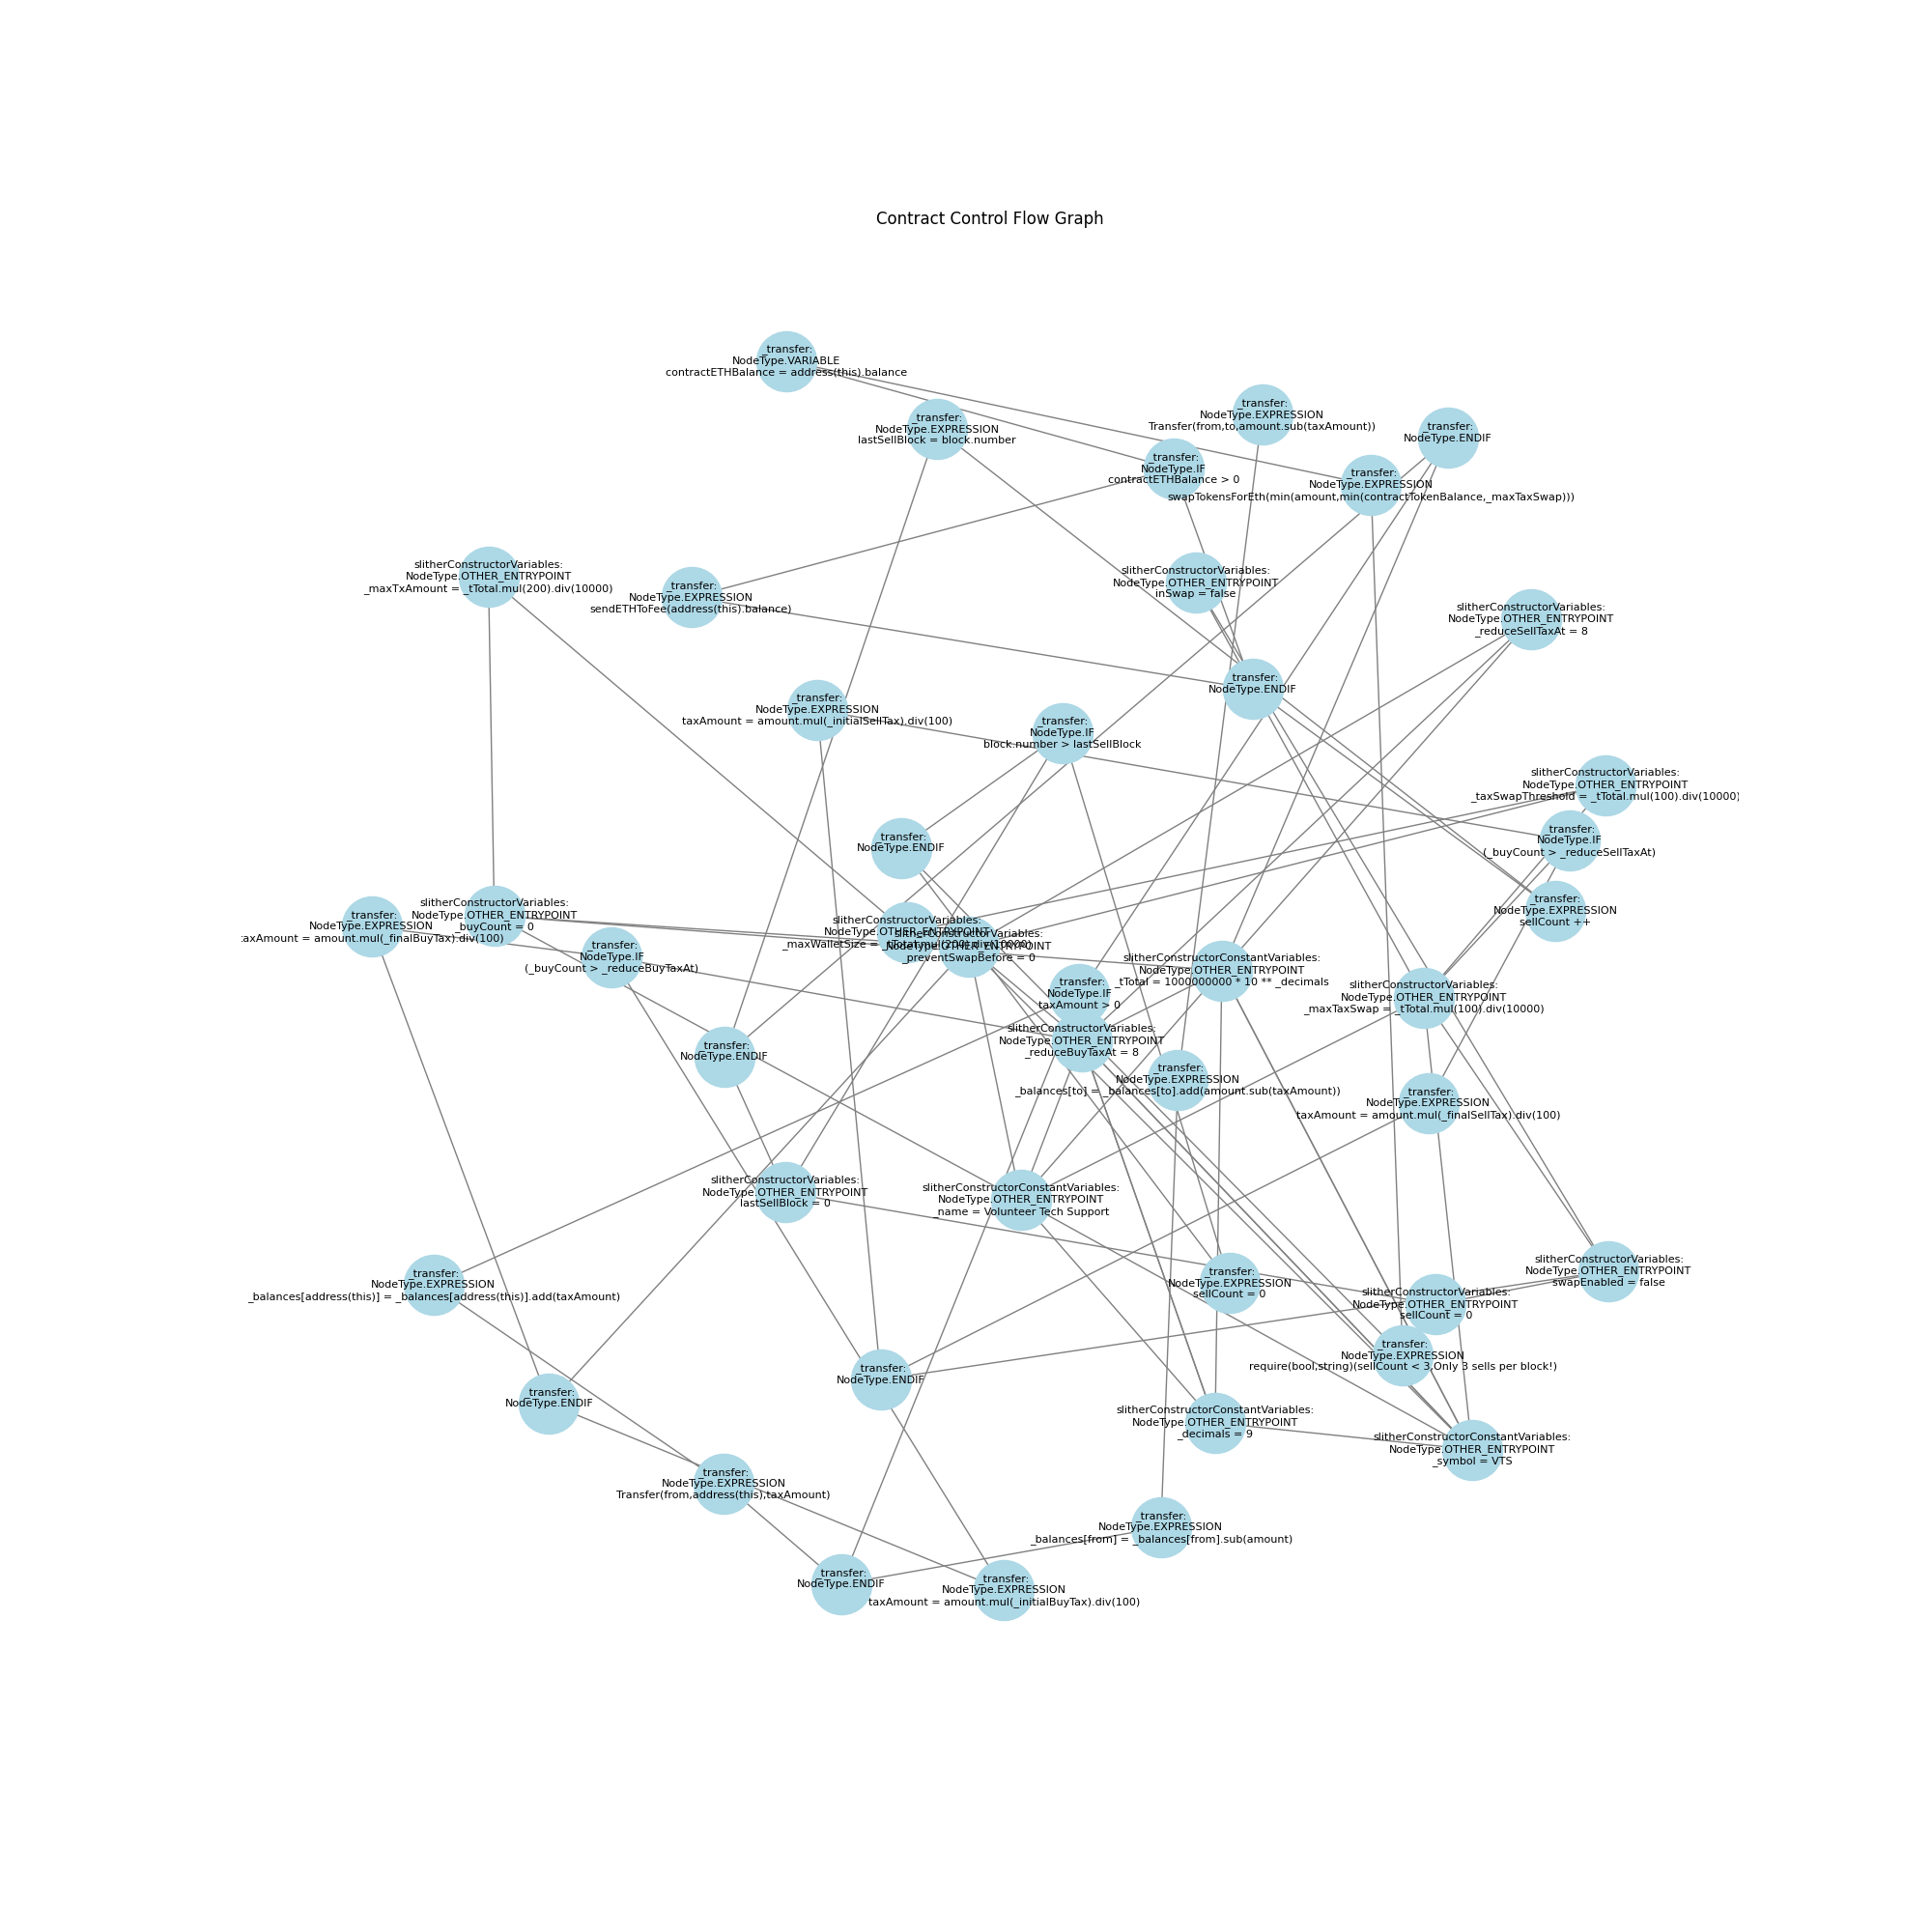 Contract Control Flow Graph
_transfer:
NodeType.VARIABLE
contractETHBalance = address(this).balance
_transfer:
NodeType.EXPRESSION
Transfer(from,to,amount.sub(taxAmount))
_transfer:
NodeType.EXPRESSION
lastSellBlock = block.number
_transfer:
NodeType.ENDIF
_transfer:
NodeType.IF
contractETHBalance > 0
_transfer:
NodeType.EXPRESSION
swapTokensForEth(min(amount,min(contractTokenBalance,_maxTaxSwap)))
slitherConstructorVariables:
NodeType.OTHER_ENTRYPOINT
_maxTxAmount = _tTotal.mul(200).div(10000)
slitherConstructorVariables:
NodeType.OTHER_ENTRYPOINT
inSwap = false
_transfer:
NodeType.EXPRESSION
sendETHToFee(address(this).balance)
slitherConstructorVariables:
NodeType.OTHER_ENTRYPOINT
_reduceSellTaxAt = 8
_transfer:
NodeType.ENDIF
_transfer:
NodeType.EXPRESSION
taxAmount = amount.mul(_initialSellTax).div(100)
_transfer:
NodeType.IF
block.number > lastSellBlock
slitherConstructorVariables:
NodeType.OTHER_ENTRYPOINT
_taxSwapThreshold = _tTotal.mul(100).div(10000)
_transfer:
NodeType.IF
(_buyCount > _reduceSellTaxAt)
_transfer:
NodeType.ENDIF
_transfer:
NodeType.EXPRESSION
sellCount ++
slitherConstructorVariables:
NodeType.OTHER_ENTRYPOINT
_buyCount = 0
_transfer:
NodeType.EXPRESSION
taxAmount = amount.mul(_finalBuyTax).div(100)
slitherConstructorVariables:
NodeType.OTHER_ENTRYPOINT
_maxWalletSize = _tTotal.mul(200).div(10000)
slitherConstructorVariables:
NodeType.OTHER_ENTRYPOINT
_preventSwapBefore = 0
_transfer:
NodeType.IF
(_buyCount > _reduceBuyTaxAt)
slitherConstructorConstantVariables:
NodeType.OTHER_ENTRYPOINT
_tTotal = 1000000000 * 10 ** _decimals
_transfer:
NodeType.IF
taxAmount > 0
slitherConstructorVariables:
NodeType.OTHER_ENTRYPOINT
_maxTaxSwap = _tTotal.mul(100).div(10000)
slitherConstructorVariables:
NodeType.OTHER_ENTRYPOINT
_reduceBuyTaxAt = 8
_transfer:
NodeType.ENDIF
_transfer:
NodeType.EXPRESSION
_balances[to] = _balances[to].add(amount.sub(taxAmount))
_transfer:
NodeType.EXPRESSION
taxAmount = amount.mul(_finalSellTax).div(100)
slitherConstructorVariables:
NodeType.OTHER_ENTRYPOINT
lastSellBlock = 0
slitherConstructorConstantVariables:
NodeType.OTHER_ENTRYPOINT
_name = Volunteer Tech Support
_transfer:
NodeType.EXPRESSION
_balances[address(this)] = _balances[address(this)].add(taxAmount)
_transfer:
NodeType.EXPRESSION
sellCount = 0
slitherConstructorVariables:
NodeType.OTHER_ENTRYPOINT
swapEnabled = false
slitherConstructorVariables:
NodeType.OTHER_ENTRYPOINT
sellCount = 0
_transfer:
NodeType.EXPRESSION
require(bool,string)(sellCount < 3,Only 3 sells per block!)
_transfer:
NodeType.ENDIF
_transfer:
NodeType.ENDIF
slitherConstructorConstantVariables:
NodeType.OTHER_ENTRYPOINT
_decimals = 9
slitherConstructorConstantVariables:
NodeType.OTHER_ENTRYPOINT
_symbol = VTS
_transfer:
NodeType.EXPRESSION
Transfer(from,address(this),taxAmount)
_transfer:
NodeType.EXPRESSION
_balances[from] = _balances[from].sub(amount)
_transfer:
NodeType.ENDIF
_transfer:
NodeType.EXPRESSION
taxAmount = amount.mul(_initialBuyTax).div(100)